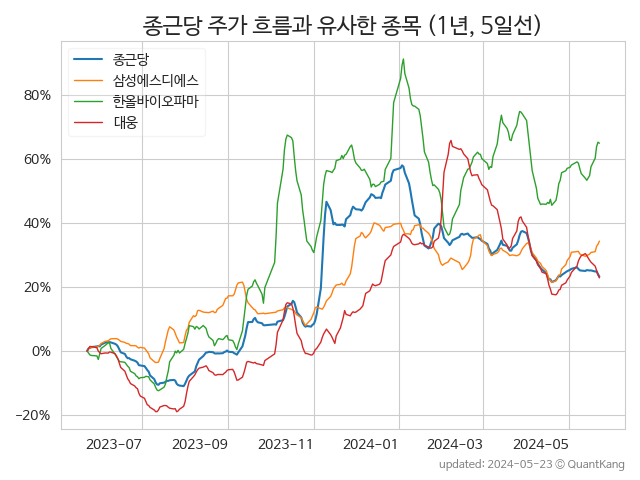 종근당 주가 흐름과 유사한 종목 (1년, 5일선)
종근당
삼성에스디에스
한올바이오파마
대웅
80%
60%
40%
20%
0%
−20%
2023-07 2023-09 2023-11 2024-01 2024-03 2024-05
updated: 2024-05-23 © QuantKang